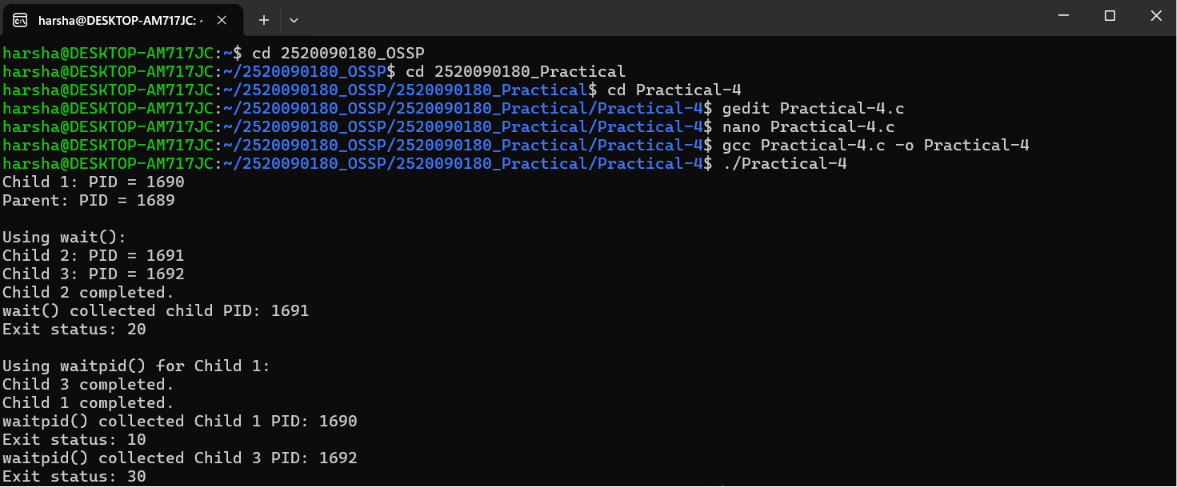 harsha@DESKTOP-AM717JC: ~
harsha@DESKTOP-AM717JC:~$ cd 2520090180_OSSP
harsha@DESKTOP-AM717JC:~/2520090180_OSSP$ cd 2520090180_Practical
harsha@DESKTOP-AM717JC:~/2520090180_OSSP/2520090180_Practical$ cd Practical-4
harsha@DESKTOP-AM717JC:~/2520090180_OSSP/2520090180_Practical/Practical-4$ gedit Practical-4.c
harsha@DESKTOP-AM717JC:~/2520090180_OSSP/2520090180_Practical/Practical-4$ nano Practical-4.c
harsha@DESKTOP-AM717JC:~/2520090180_OSSP/2520090180_Practical/Practical-4$ gcc Practical-4.c -o Practical-4
harsha@DESKTOP-AM717JC:~/2520090180_OSSP/2520090180_Practical/Practical-4$ ./Practical-4
Child 1: PID = 1690
Parent: PID = 1689
Using wait():
Child 2: PID = 1691
Child 3: PID = 1692
Child 2 completed.
wait() collected child PID: 1691
Exit status: 20
Using waitpid() for Child 1:
Child 3 completed.
Child 1 completed.
waitpid() collected Child 1 PID: 1690
Exit status: 10
waitpid() collected Child 3 PID: 1692
Exit status: 30